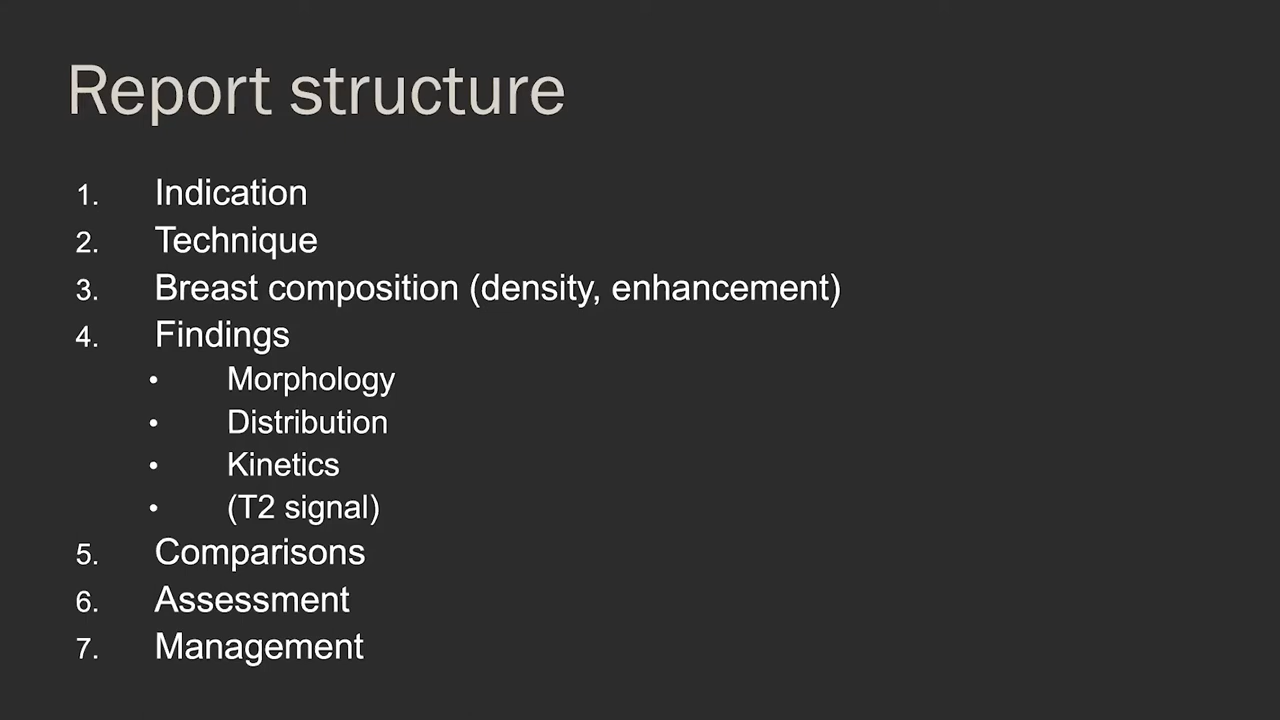 Report structure
1. Indication
2. Technique
3. Breast composition (density, enhancement)
4. Findings
• Morphology
• Distribution
• Kinetics
• (T2 signal)
5. Comparisons
6. Assessment
7. Management